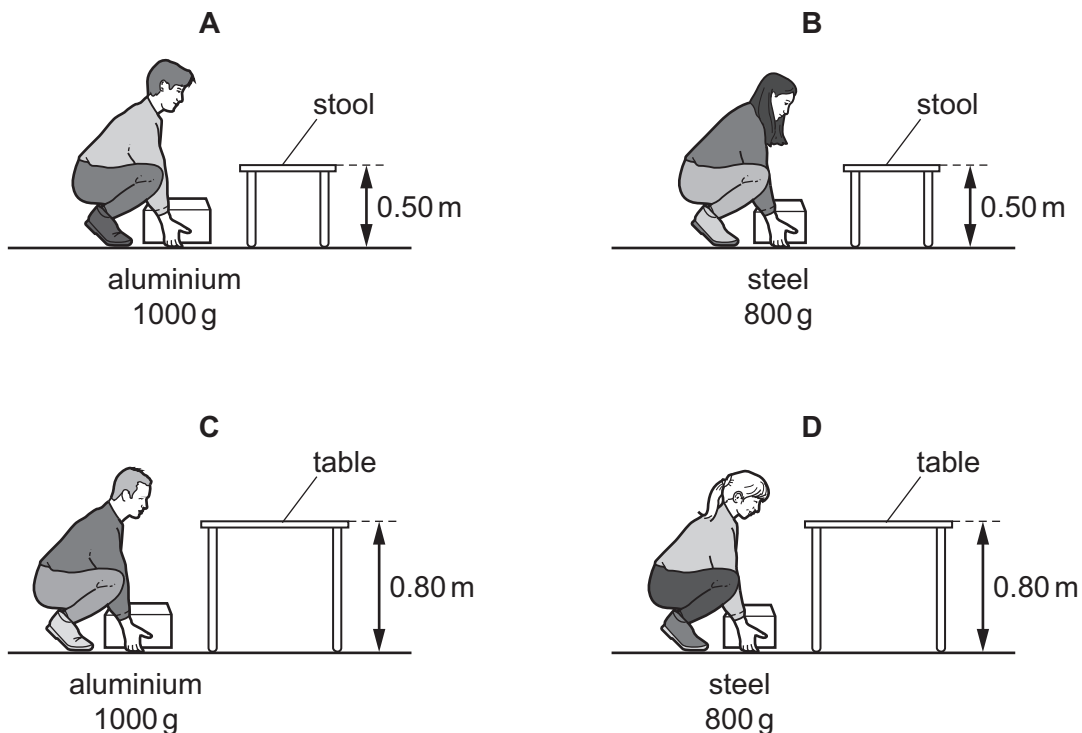 A
stool
0.50 m
aluminium
1000 g
B
stool
0.50 m
steel
800 g
C
table
0.80 m
aluminium
1000 g
D
table
0.80 m
steel
800 g